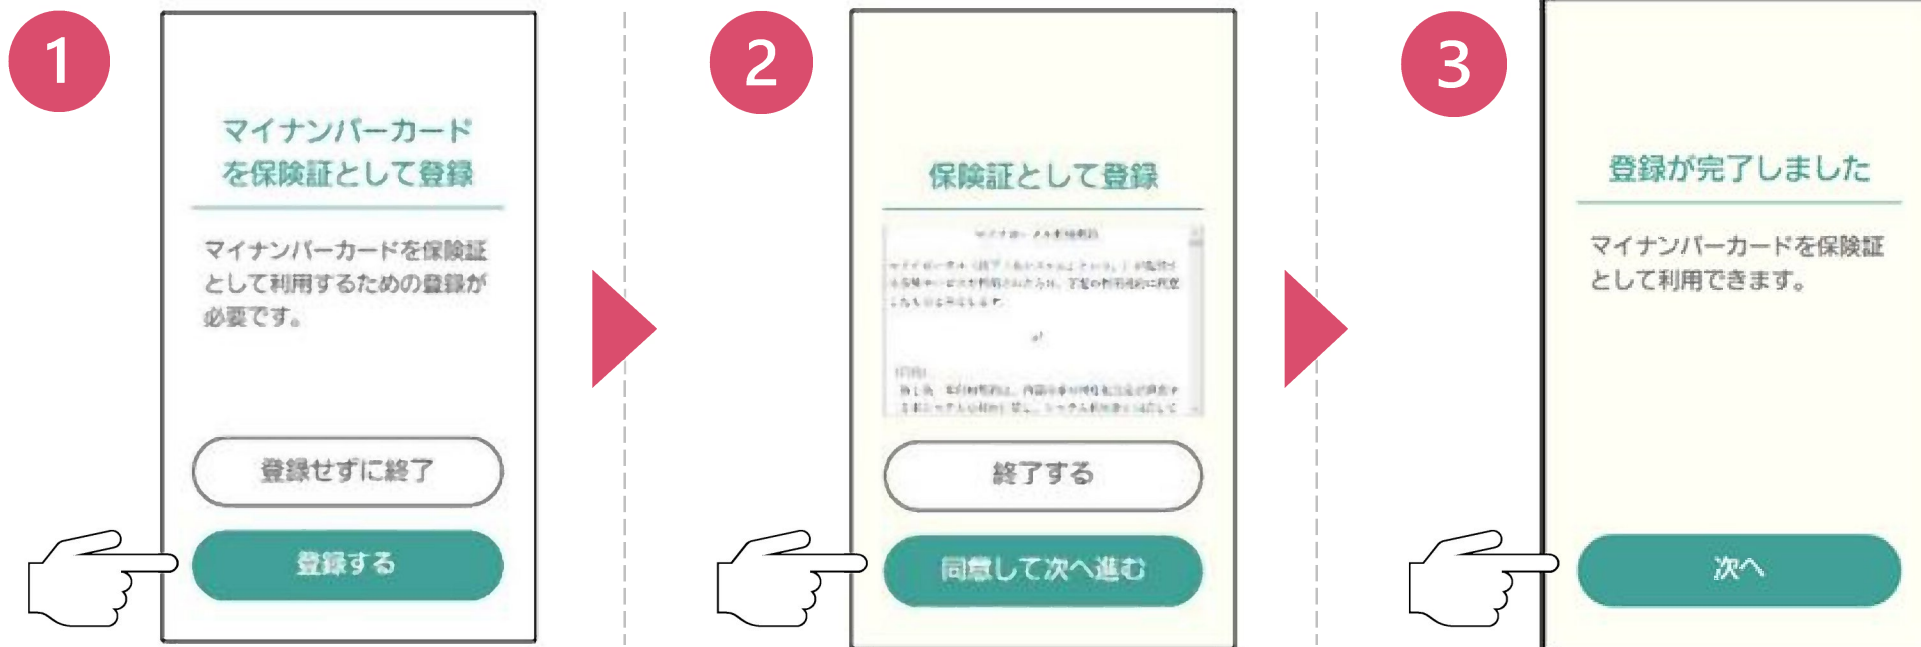 1
マイナンバーカード
を保険証として登録
マイナンバーカードを保険証
として利用するための登録が
必要です。
登録せずに終了
登録する
2
保険証として登録
終了する
同意して次へ進む
3
登録が完了しました
マイナンバーカードを保険証
として利用できます。
次へ